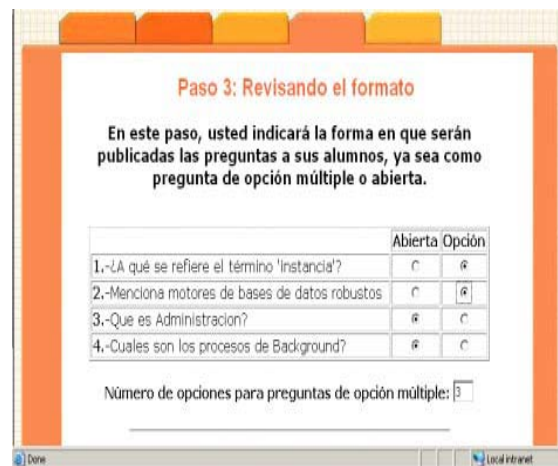 Paso 3: Revisando el formato
En este paso, usted indicará la forma en que serán
publicadas las preguntas a sus alumnos, ya sea como
pregunta de opción múltiple o abierta.
Abierta Opción
1.-¿A qué se refiere el término 'instancia'?
2.-Menciona motores de bases de datos robustos
3.-Que es Administracion?
4.-Cuales son los procesos de Background?
Número de opciones para preguntas de opción múltiple: 3
Done Local intranet